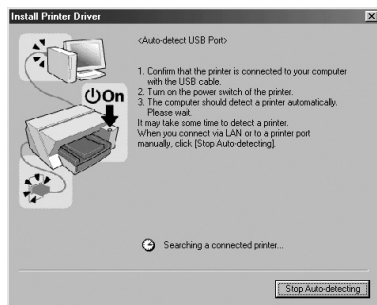 Install Printer Driver
<Auto-detect USB Port>
1. Confirm that the printer is connected to your computer
with the USB cable.
2. Turn on the power switch of the printer.
3. The computer should detect a printer automatically.
Please wait.
It may take some time to detect a printer.
When you connect via LAN or to a printer port
manually, click [Stop Auto-detecting].
On
Searching a connected printer...
Stop Auto-detecting